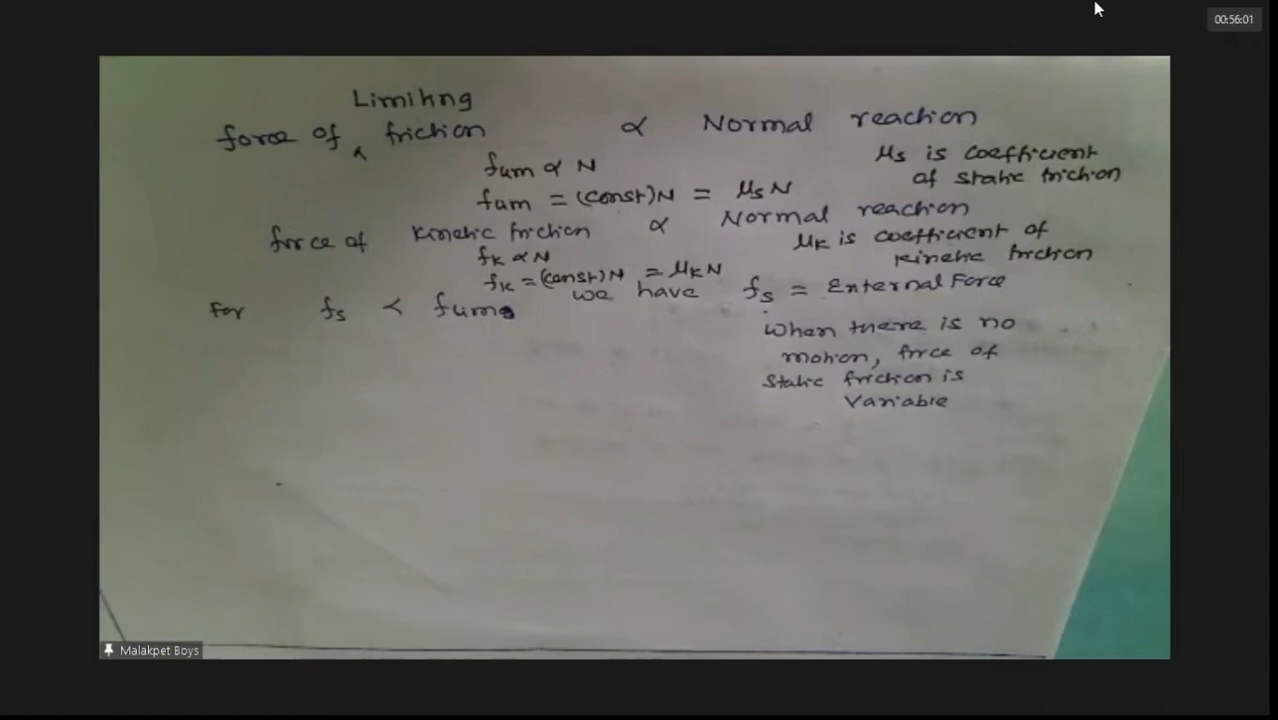 00:56:01
Limiting
force of ^ friction ∝ Normal reaction
flim ∝ N
μs is coefficient
of static friction
flim = (const)N = μs N
force of kinetic friction ∝ Normal reaction
μk is coefficient of
kinetic friction
fk ∝ N
fk = (const)N = μk N
For fs < flim we have fs = External Force
When there is no
motion, force of
static friction is
variable
Malakpet Boys